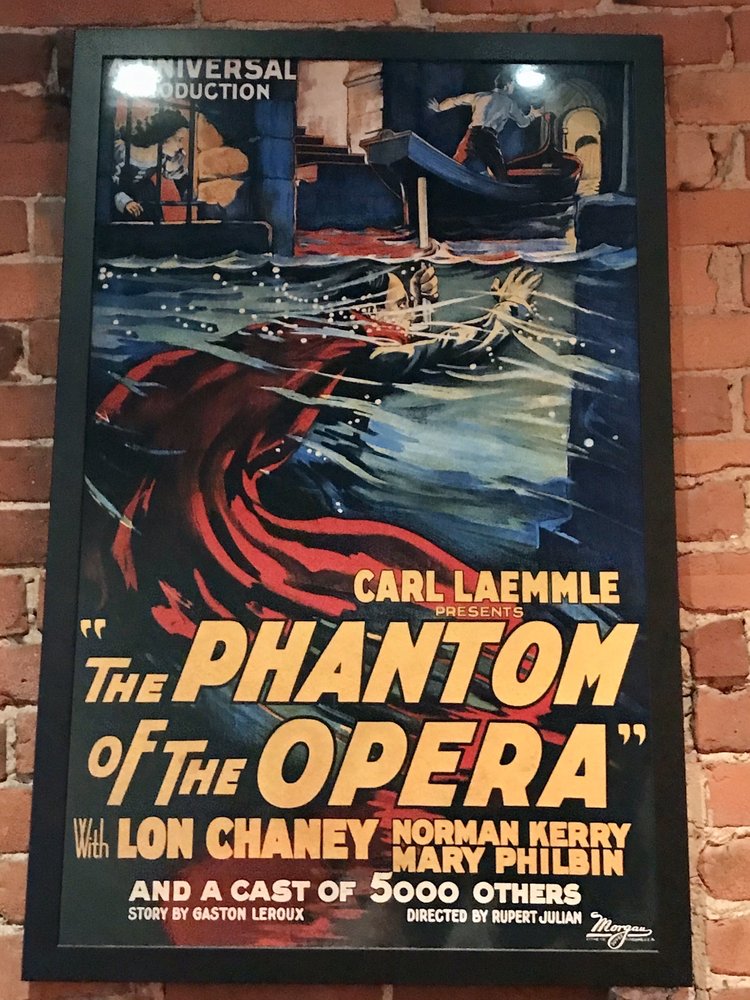 A UNIVERSAL
PRODUCTION
CARL LAEMMLE
PRESENTS
"THE PHANTOM
OF THE OPERA"
With LON CHANEY NORMAN KERRY
MARY PHILBIN
AND A CAST OF 5000 OTHERS
STORY BY GASTON LEROUX DIRECTED BY RUPERT JULIAN
Morgan